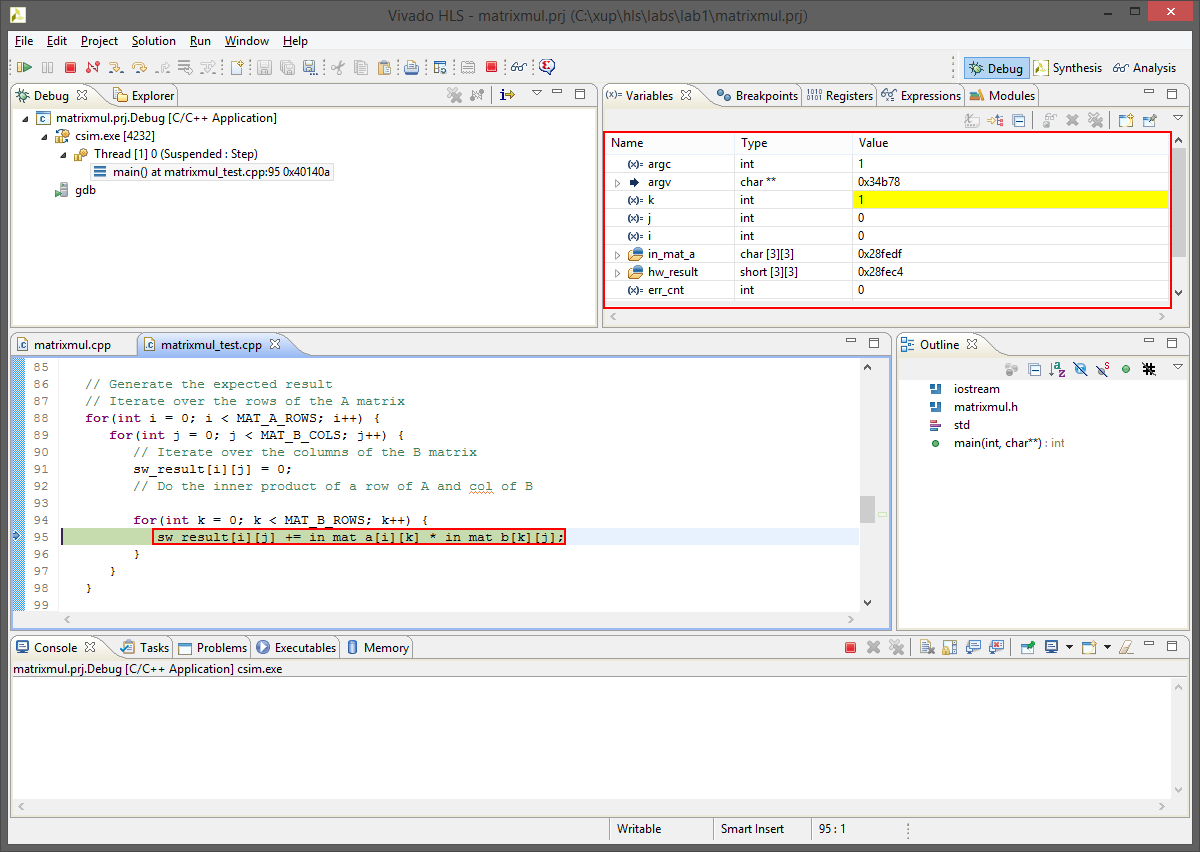 Vivado HLS - matrixmul.prj (C:\xup\hls\labs\lab1\matrixmul.prj)
File Edit Project Solution Run Window Help
Debug Synthesis Analysis
Debug Explorer
matrixmul.prj.Debug [C/C++ Application]
csim.exe [4232]
Thread [1] 0 (Suspended : Step)
main() at matrixmul_test.cpp:95 0x40140a
gdb
(x)= Variables Breakpoints 1010 0101 Registers Expressions Modules
Name Type Value
(x)= argc int 1
argv char ** 0x34b78
(x)= k int 1
(x)= j int 0
(x)= i int 0
in_mat_a char [3][3] 0x28fedf
hw_result short [3][3] 0x28fec4
(x)= err_cnt int 0
matrixmul.cpp matrixmul_test.cpp
85
86 // Generate the expected result
87 // Iterate over the rows of the A matrix
88 for(int i = 0; i < MAT_A_ROWS; i++) {
89 for(int j = 0; j < MAT_B_COLS; j++) {
90 // Iterate over the columns of the B matrix
91 sw_result[i][j] = 0;
92 // Do the inner product of a row of A and col of B
93
94 for(int k = 0; k < MAT_B_ROWS; k++) {
95 sw_result[i][j] += in_mat_a[i][k] * in_mat_b[k][j];
96 }
97 }
98 }
99
Outline
iostream
matrixmul.h
std
main(int, char**) : int
Console Tasks Problems Executables Memory
matrixmul.prj.Debug [C/C++ Application] csim.exe
Writable Smart Insert 95 : 1